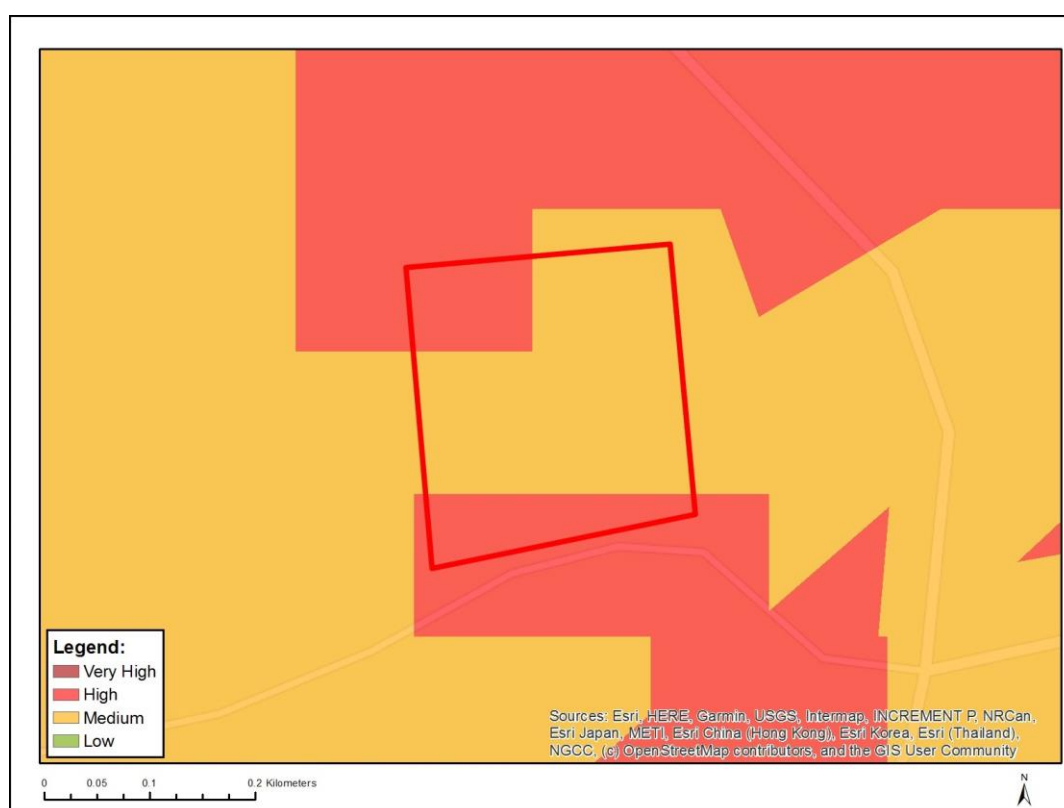 Legend:
Very High
High
Medium
Low
Sources: Esri, HERE, Garmin, USGS, Intermap, INCREMENT P, NRCan,
Esri Japan, METI, Esri China (Hong Kong), Esri Korea, Esri (Thailand),
NGCC, (c) OpenStreetMap contributors, and the GIS User Community
0 0.05 0.1 0.2 Kilometers
N